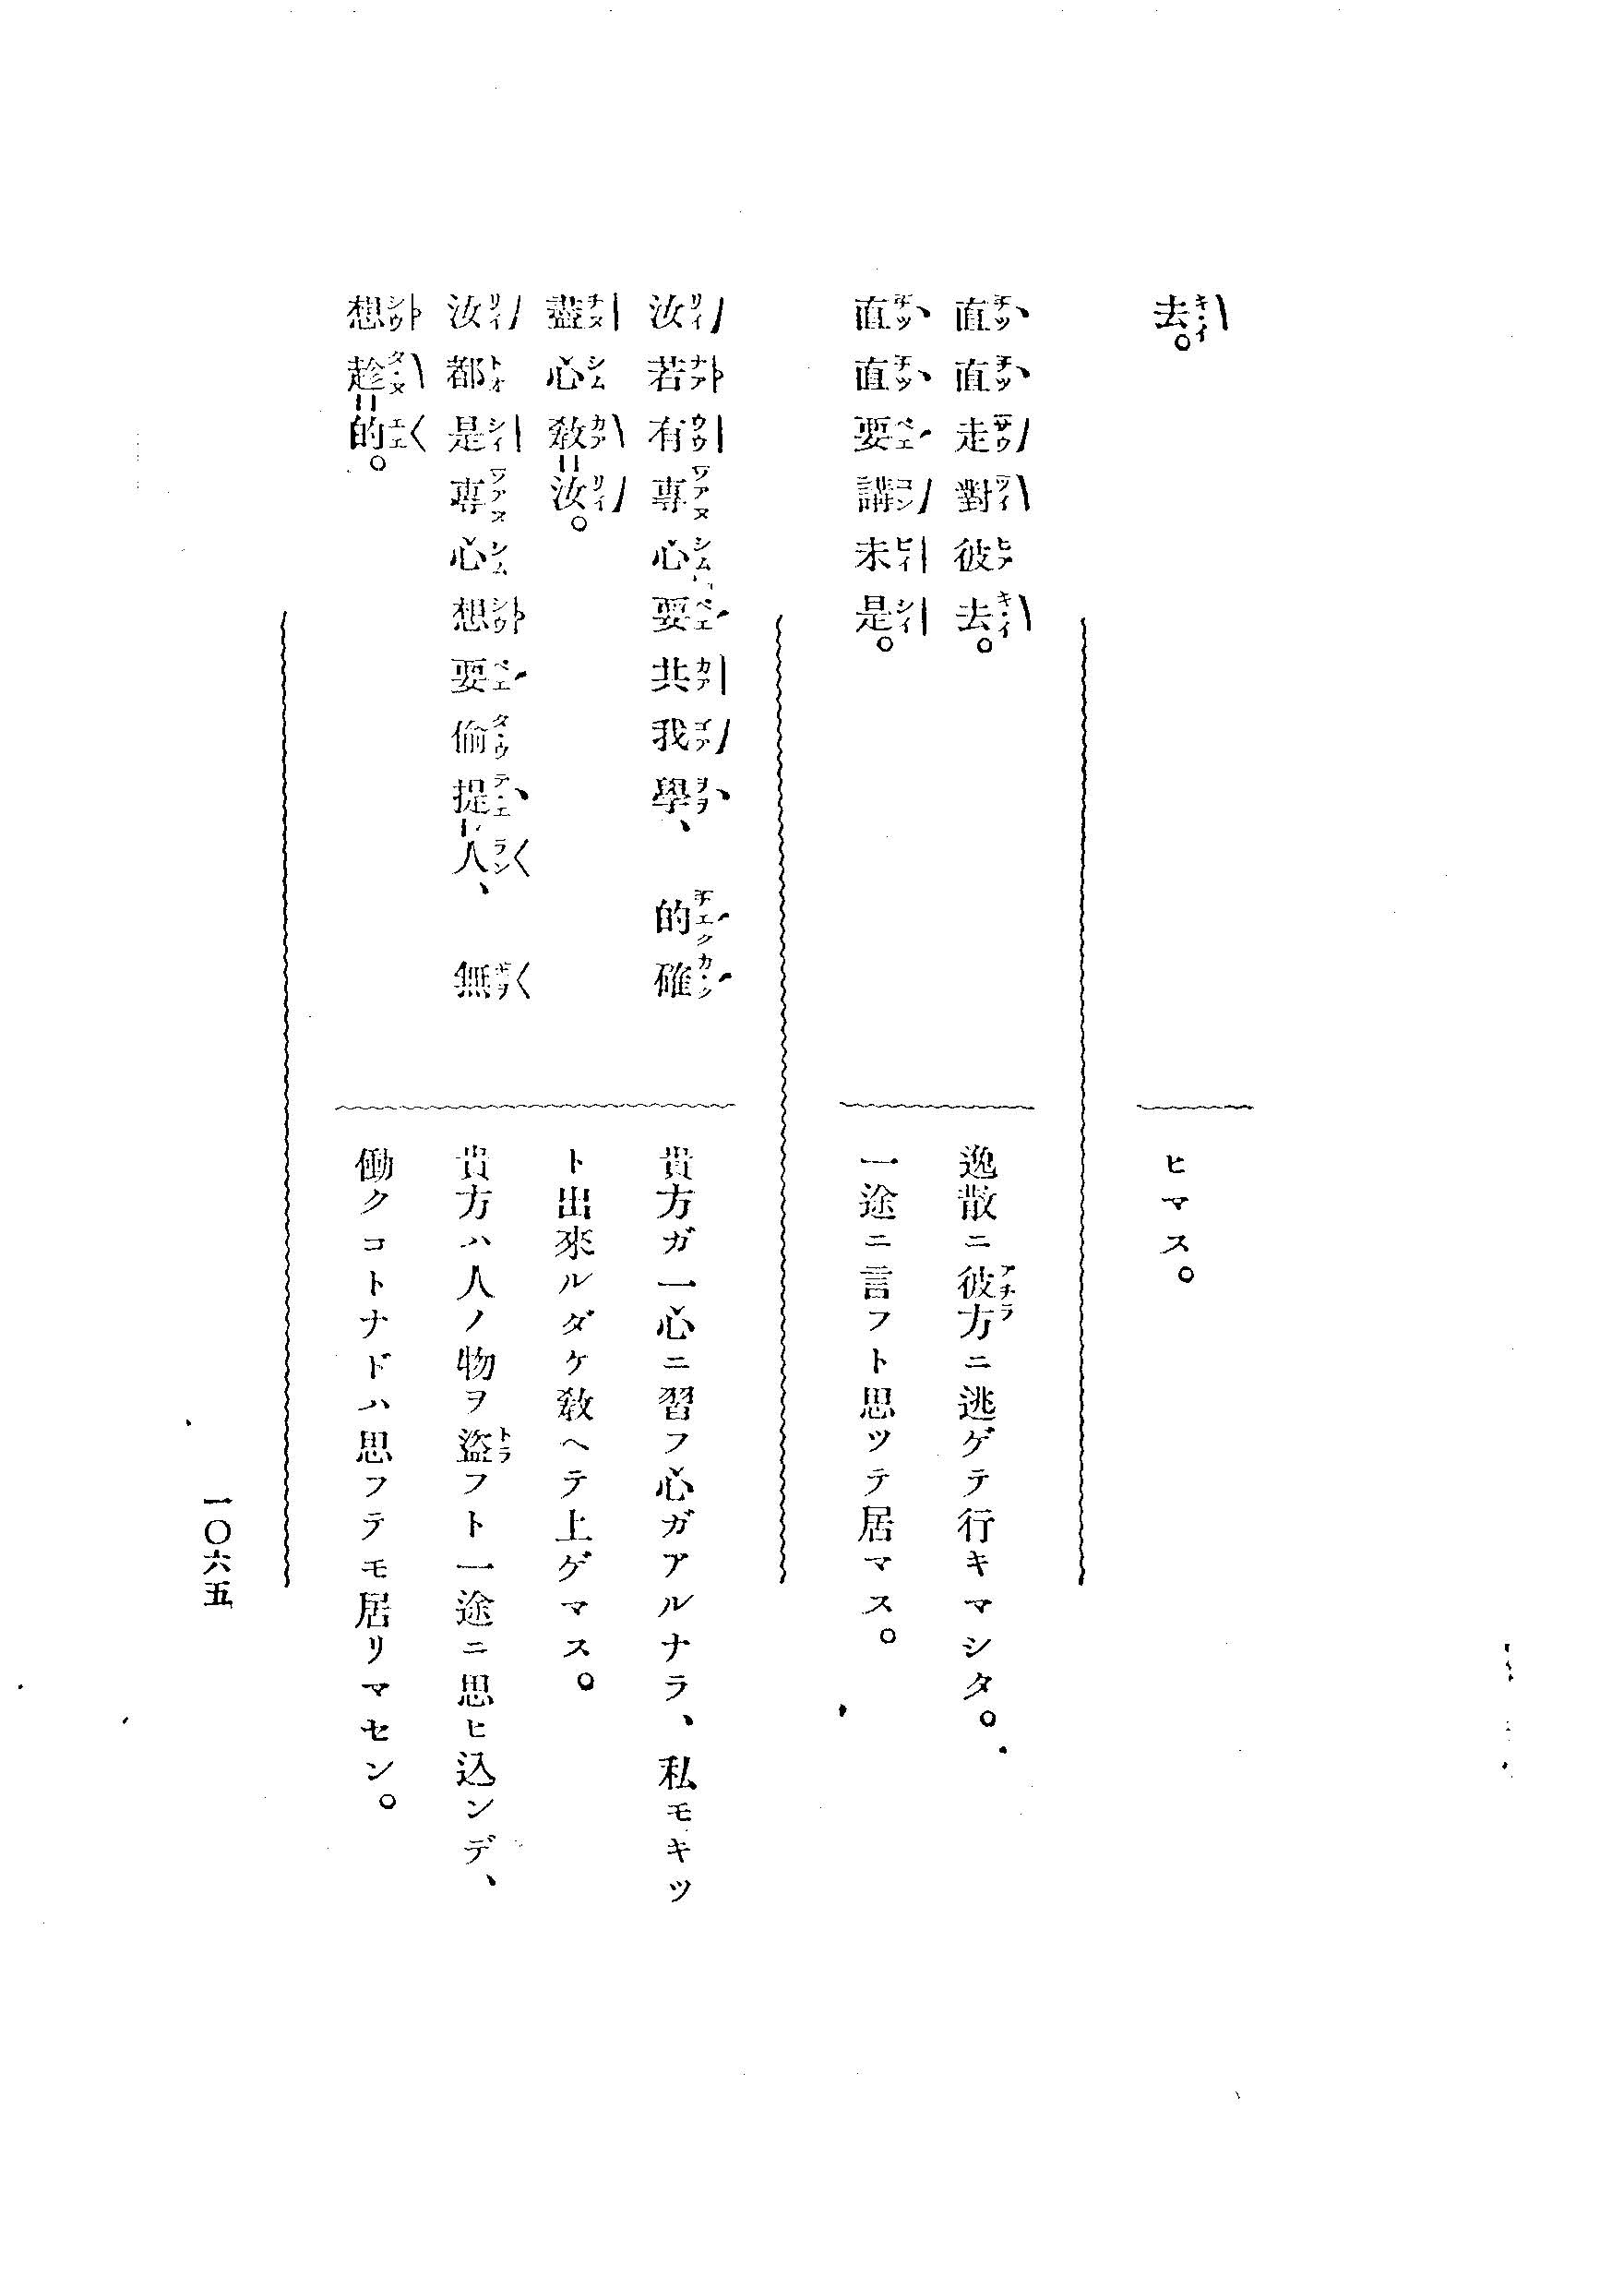 去。
ヒマス。
直直走對彼去。
逸散ニ彼方ニ逃ゲテ行キマシタ。
直直要講未是。
一途ニ言フト思ツテ居マス。
汝若有專心要共我學、的確
盡心教汝。
貴方ガ一心ニ習フ心ガアルナラ、私モキツ
ト出來ルダケ敎ヘテ上ゲマス。
汝都是專心想要偷提人、無
想趁的。
貴方ハ人ノ物ヲ盜フト一途ニ思ヒ込ンデ、
働クコトナドハ思フテモ居リマセン。
一〇六五